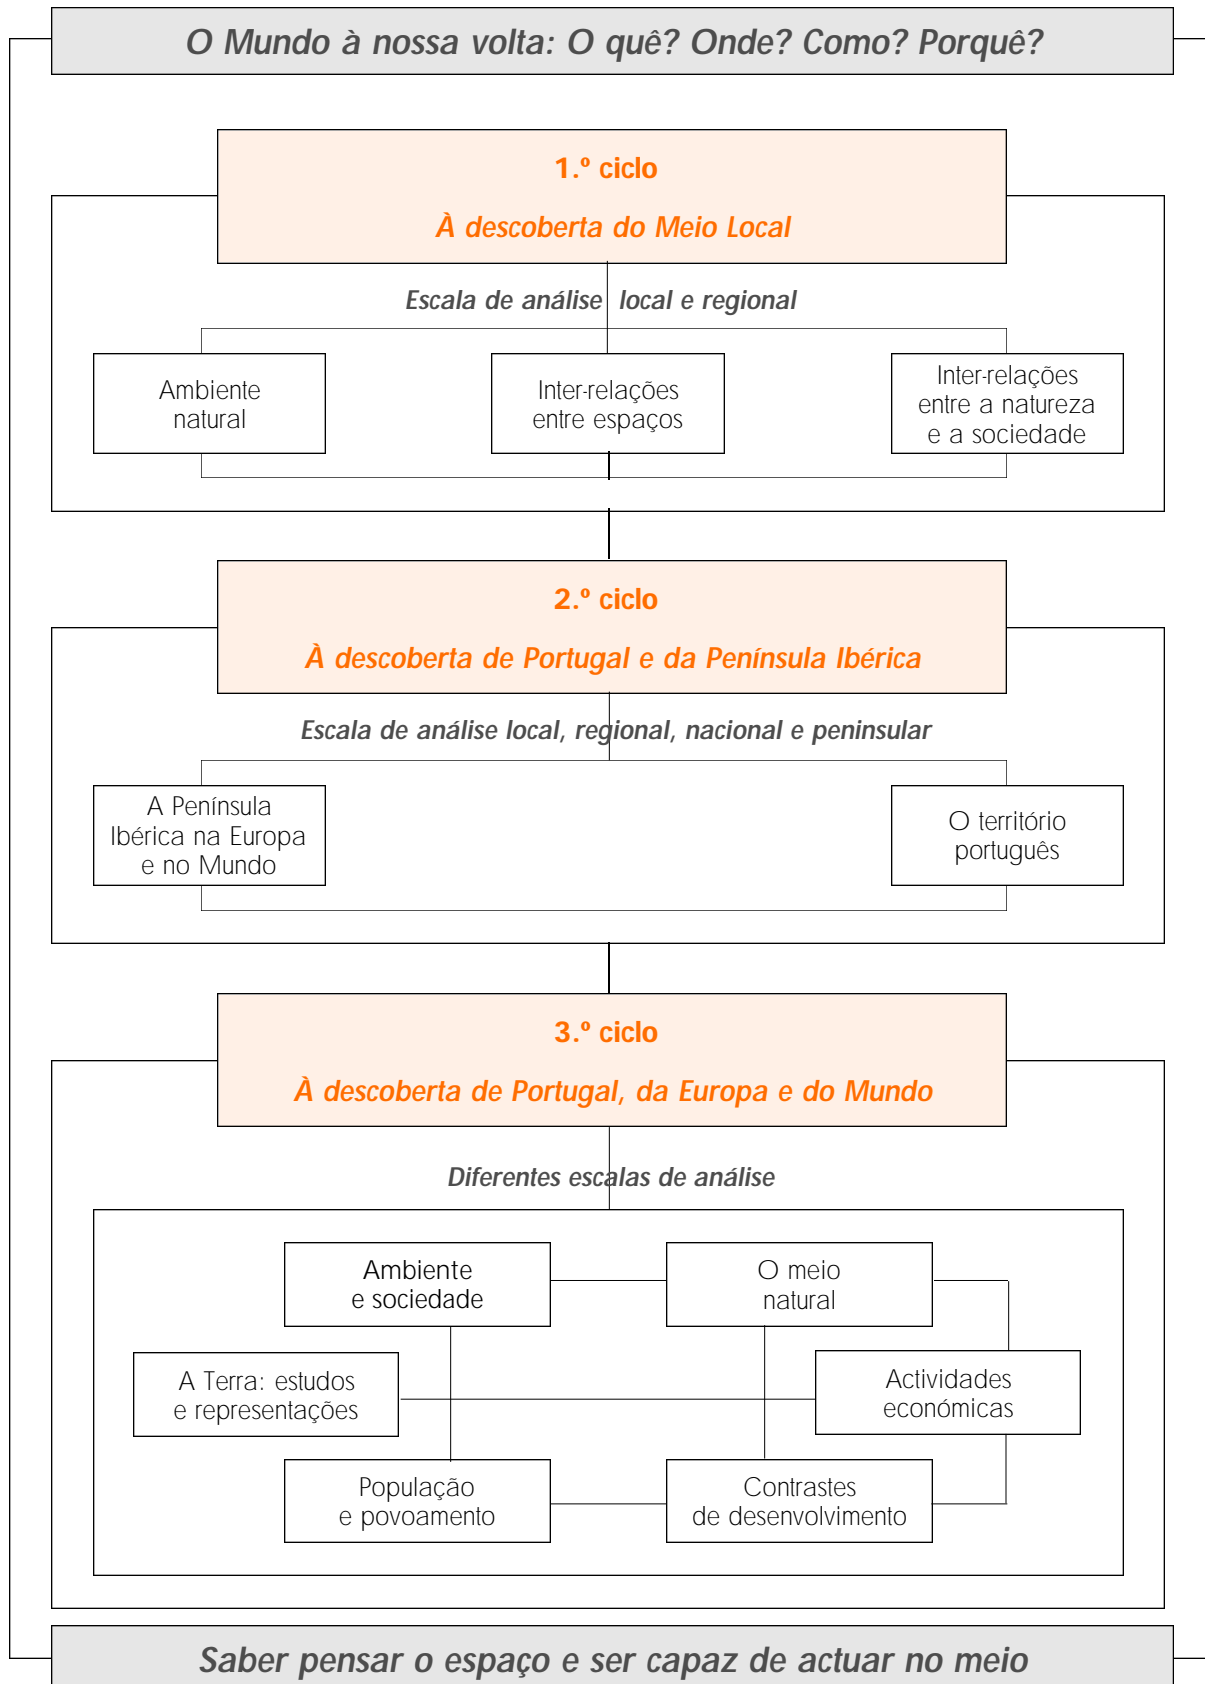 O Mundo à nossa volta: O quê? Onde? Como? Porquê?
1.º ciclo
À descoberta do Meio Local
Escala de análise local e regional
Ambiente
natural
Inter-relações
entre espaços
Inter-relações
entre a natureza
e a sociedade
2.º ciclo
À descoberta de Portugal e da Península Ibérica
Escala de análise local, regional, nacional e peninsular
A Península
Ibérica na Europa
e no Mundo
O território
português
3.º ciclo
À descoberta de Portugal, da Europa e do Mundo
Diferentes escalas de análise
Ambiente
e sociedade
O meio
natural
A Terra: estudos
e representações
Actividades
económicas
População
e povoamento
Contrastes
de desenvolvimento
Saber pensar o espaço e ser capaz de actuar no meio